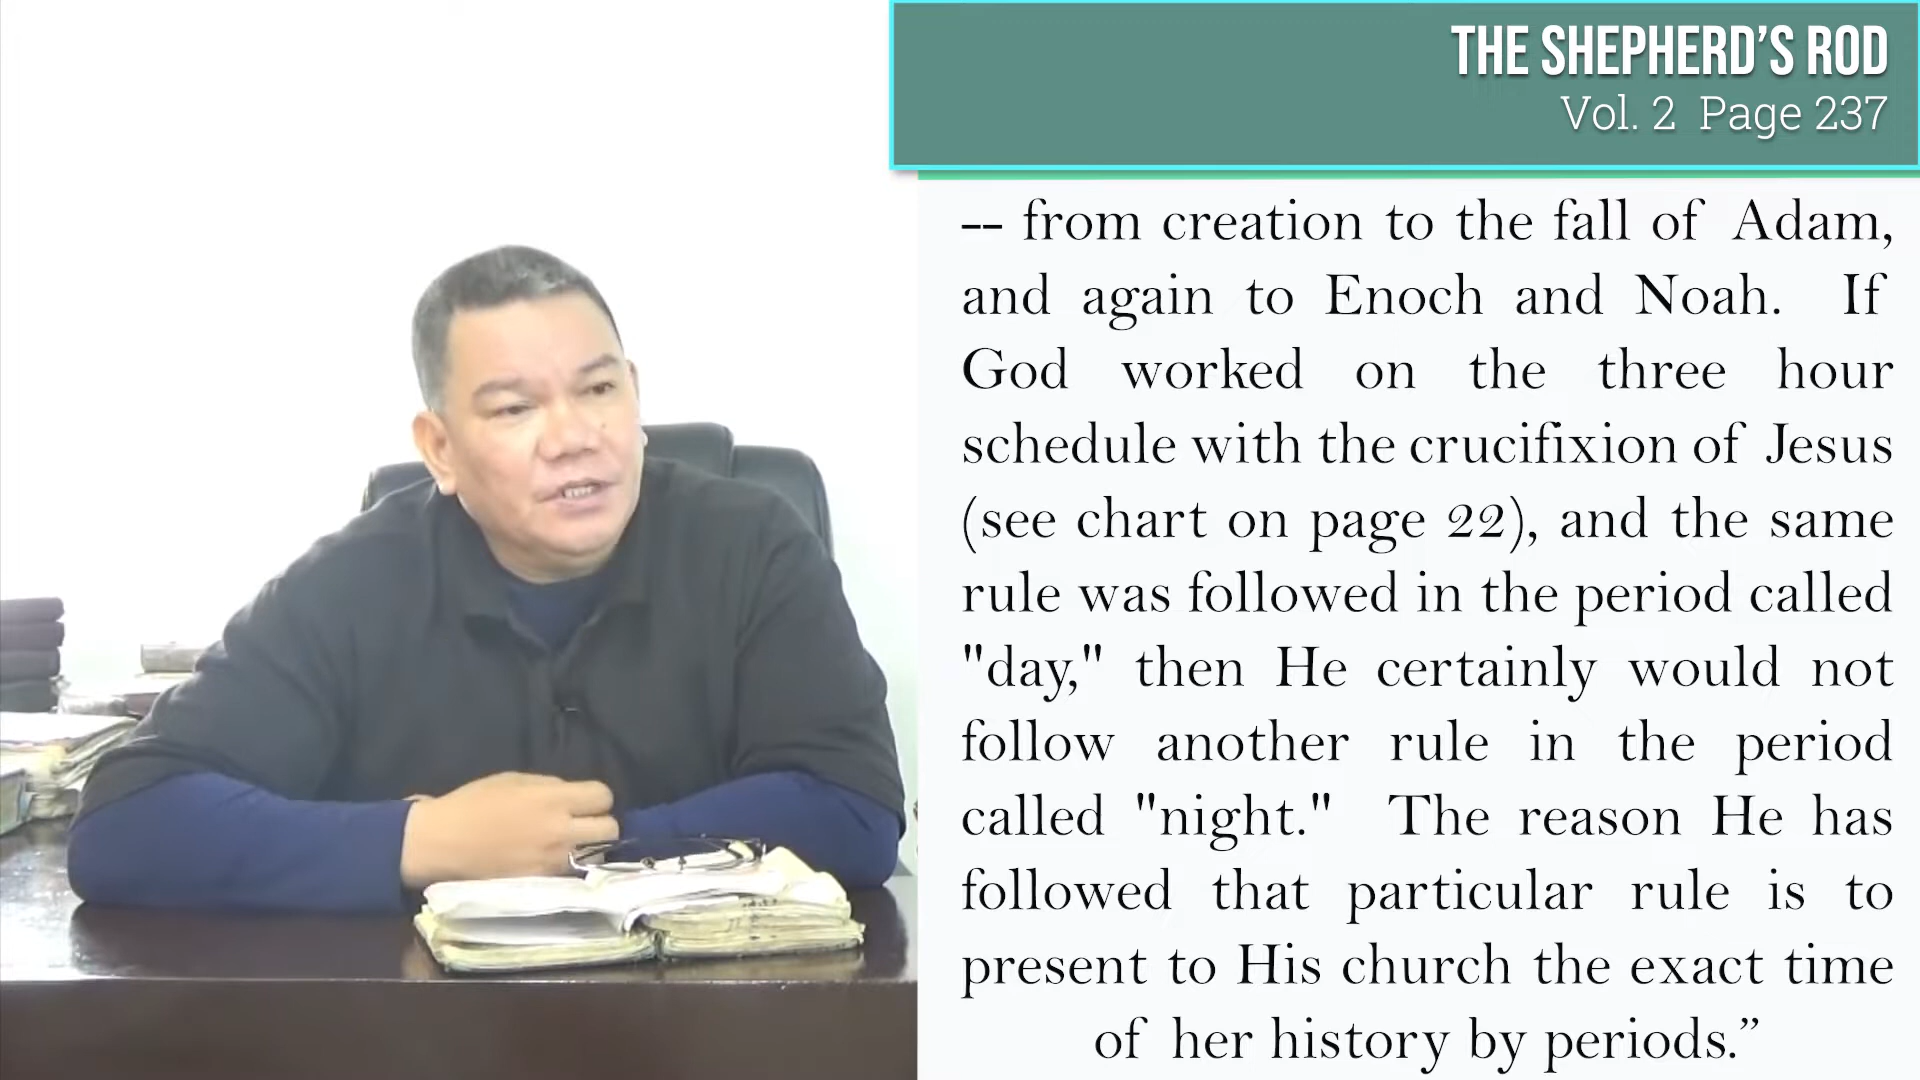 THE SHEPHERD'S ROD
Vol. 2 Page 237
-- from creation to the fall of Adam,
and again to Enoch and Noah. If
God worked on the three hour
schedule with the crucifixion of Jesus
(see chart on page 22), and the same
rule was followed in the period called
"day," then He certainly would not
follow another rule in the period
called "night." The reason He has
followed that particular rule is to
present to His church the exact time
of her history by periods.”